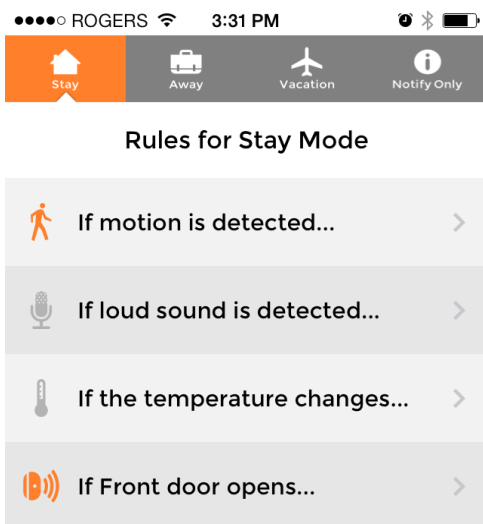 ROGERS 3:31 PM
Stay Away Vacation Notify Only
Rules for Stay Mode
If motion is detected...
If loud sound is detected...
If the temperature changes...
If Front door opens...